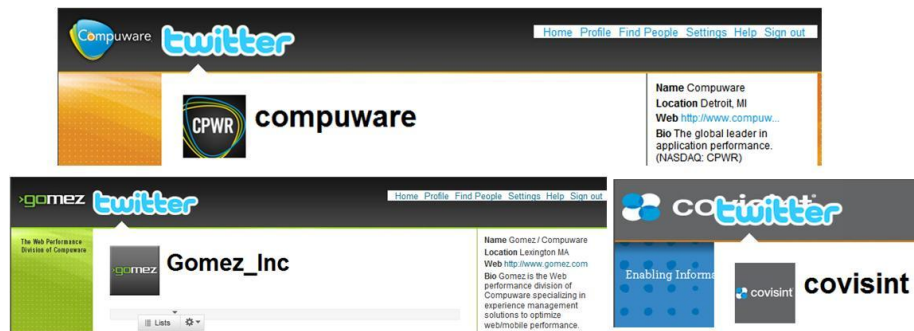 Compuware twitter
Home Profile Find People Settings Help Sign out
CPWR compuware
Name Compuware
Location Detroit, MI
Web http://www.compuw...
Bio The global leader in
application performance.
(NASDAQ: CPWR)
›gomez twitter
Home Profile Find People Settings Help Sign out
The Web Performance
Division of Compuware
›gomez Gomez_Inc
Lists
Name Gomez / Compuware
Location Lexington MA
Web http://www.gomez.com
Bio Gomez is the Web
performance division of
Compuware specializing in
experience management
solutions to optimize
web/mobile performance.
covisint twitter
Enabling Informa
covisint covisint